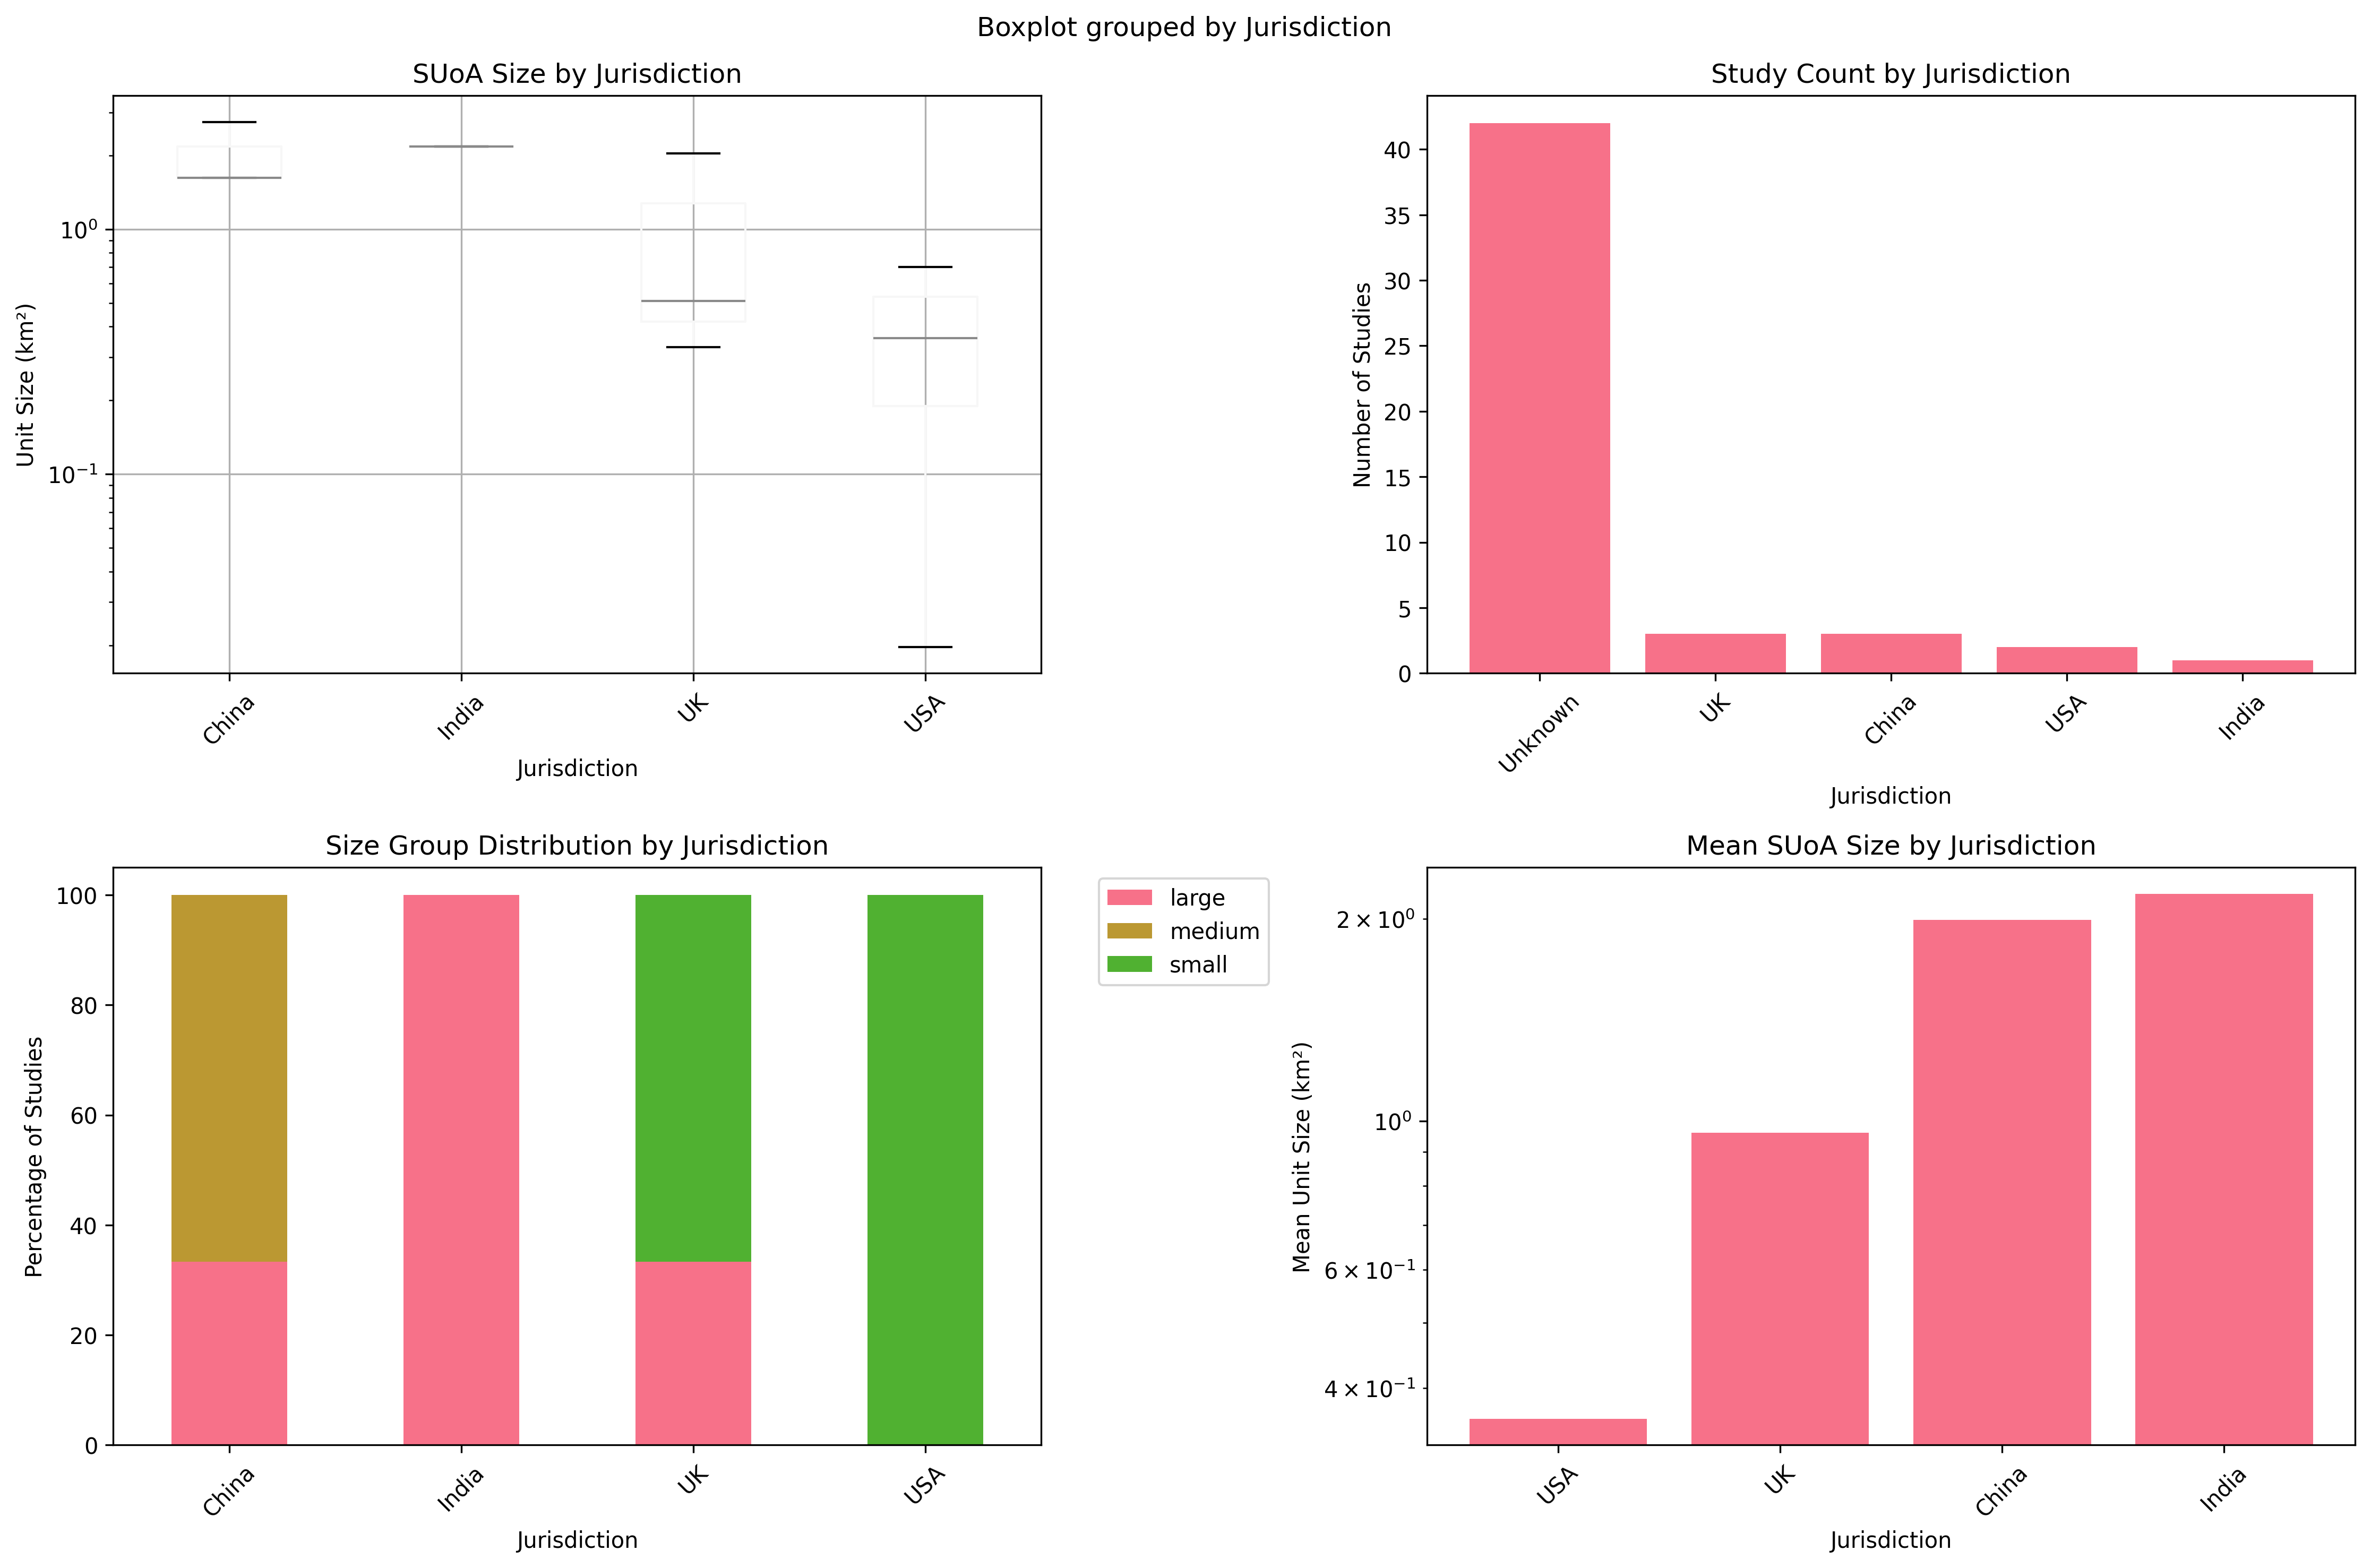 Boxplot grouped by Jurisdiction
SUoA Size by Jurisdiction
Unit Size (km²)
10⁰
10⁻¹
China
India
UK
USA
Jurisdiction
Study Count by Jurisdiction
Number of Studies
40
35
30
25
20
15
10
5
0
Unknown
UK
China
USA
India
Jurisdiction
Size Group Distribution by Jurisdiction
Percentage of Studies
100
80
60
40
20
0
China
India
UK
USA
Jurisdiction
large
medium
small
Mean SUoA Size by Jurisdiction
Mean Unit Size (km²)
2 × 10⁰
10⁰
6 × 10⁻¹
4 × 10⁻¹
USA
UK
China
India
Jurisdiction